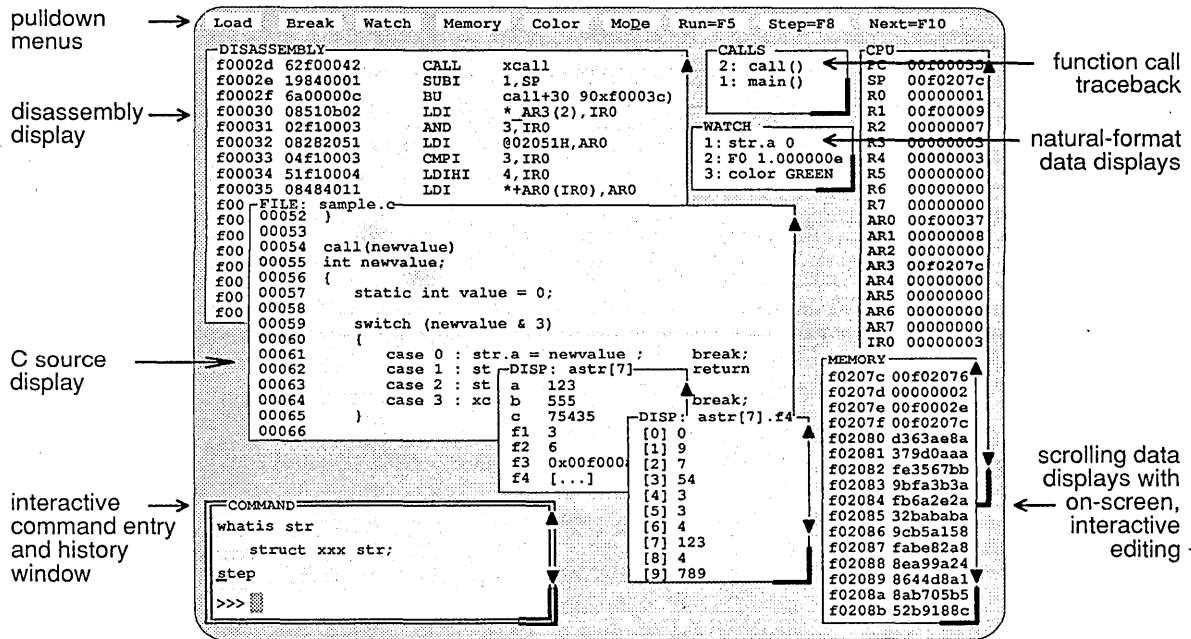 pulldown
menus
disassembly
display
C source
display
interactive
command entry
and history
window
Load Break Watch Memory Color MoDe Run=F5 Step=F8 Next=F10
DISASSEMBLY
f0002d 62f00042 CALL xcall
f0002e 19840001 SUBI 1,SP
f0002f 6a00000c BU call+30 90xf0003c)
f00030 08510b02 LDI *_AR3(2),IR0
f00031 02f10003 AND 3,IR0
f00032 08282051 LDI @02051H,AR0
f00033 04f10003 CMPI 3,IR0
f00034 51f10004 LDIHI 4,IR0
f00035 08484011 LDI *+AR0(IR0),AR0
f00
f00
f00
f00
f00
f00
f00
f00
FILE: sample.c
00052 }
00053
00054 call(newvalue)
00055 int newvalue;
00056 {
00057 static int value = 0;
00058
00059 switch (newvalue & 3)
00060 {
00061 case 0 : str.a = newvalue ; break;
00062 case 1 : st return
00063 case 2 : st
00064 case 3 : xc break;
00065 }
00066
DISP: astr[7]
a 123
b 555
c 75435
f1 3
f2 6
f3 0x00f000
f4 [...]
DISP: astr[7].f4
[0] 0
[1] 9
[2] 7
[3] 54
[4] 3
[5] 3
[6] 4
[7] 123
[8] 4
[9] 789
COMMAND
whatis str
struct xxx str;
step
>>>
CALLS
2: call()
1: main()
WATCH
1: str.a 0
2: F0 1.000000e
3: color GREEN
CPU
PC 00f00035
SP 00f0207c
R0 00000001
R1 00f00009
R2 00000007
R3 00000003
R4 00000003
R5 00000000
R6 00000000
R7 00000000
AR0 00f00037
AR1 00000008
AR2 00000000
AR3 00f0207c
AR4 00000000
AR5 00000000
AR6 00000000
AR7 00000000
IR0 00000003
MEMORY
f0207c 00f02076
f0207d 00000002
f0207e 00f0002e
f0207f 00f0207c
f02080 d363ae8a
f02081 379d0aaa
f02082 fe3567bb
f02083 9bfa3b3a
f02084 fb6a2e2a
f02085 32bababa
f02086 9cb5a158
f02087 fabe82a8
f02088 8ea99a24
f02089 8644d8a1
f0208a 8ab705b5
f0208b 52b9188c
function call
traceback
natural-format
data displays
scrolling data
displays with
on-screen,
interactive
editing